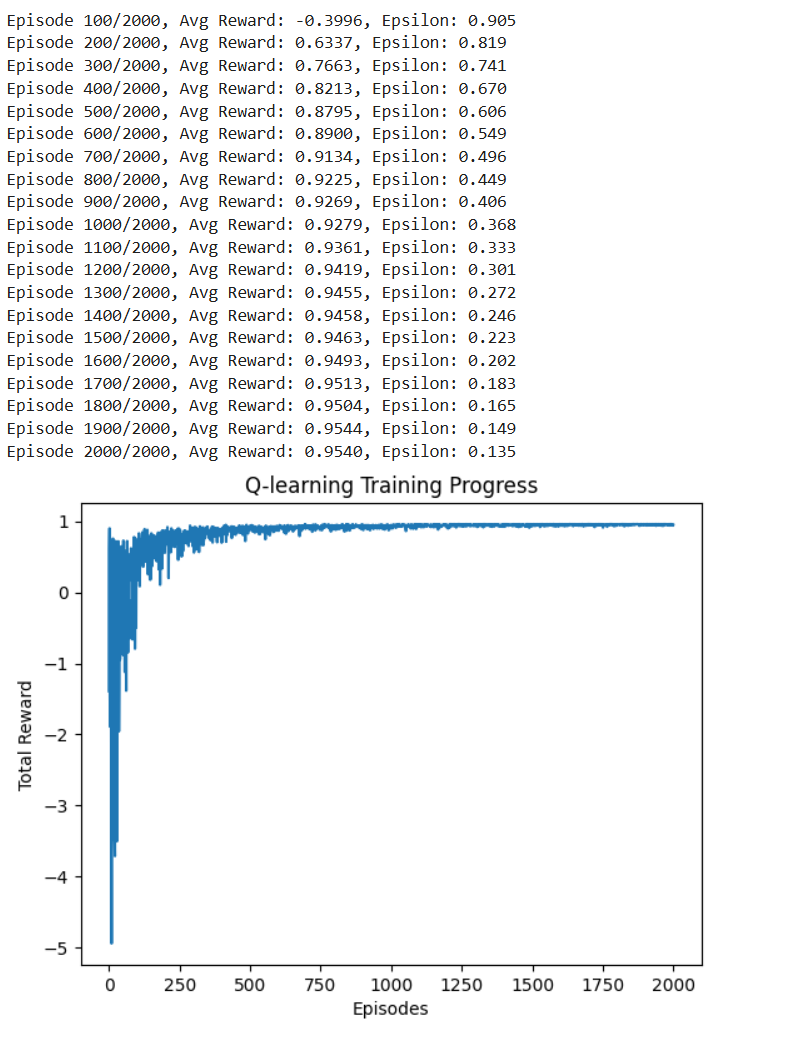 Episode 100/2000, Avg Reward: -0.3996, Epsilon: 0.905
Episode 200/2000, Avg Reward: 0.6337, Epsilon: 0.819
Episode 300/2000, Avg Reward: 0.7663, Epsilon: 0.741
Episode 400/2000, Avg Reward: 0.8213, Epsilon: 0.670
Episode 500/2000, Avg Reward: 0.8795, Epsilon: 0.606
Episode 600/2000, Avg Reward: 0.8900, Epsilon: 0.549
Episode 700/2000, Avg Reward: 0.9134, Epsilon: 0.496
Episode 800/2000, Avg Reward: 0.9225, Epsilon: 0.449
Episode 900/2000, Avg Reward: 0.9269, Epsilon: 0.406
Episode 1000/2000, Avg Reward: 0.9279, Epsilon: 0.368
Episode 1100/2000, Avg Reward: 0.9361, Epsilon: 0.333
Episode 1200/2000, Avg Reward: 0.9419, Epsilon: 0.301
Episode 1300/2000, Avg Reward: 0.9455, Epsilon: 0.272
Episode 1400/2000, Avg Reward: 0.9458, Epsilon: 0.246
Episode 1500/2000, Avg Reward: 0.9463, Epsilon: 0.223
Episode 1600/2000, Avg Reward: 0.9493, Epsilon: 0.202
Episode 1700/2000, Avg Reward: 0.9513, Epsilon: 0.183
Episode 1800/2000, Avg Reward: 0.9504, Epsilon: 0.165
Episode 1900/2000, Avg Reward: 0.9544, Epsilon: 0.149
Episode 2000/2000, Avg Reward: 0.9540, Epsilon: 0.135
Q-learning Training Progress
Total Reward
1
0
−1
−2
−3
−4
−5
0 250 500 750 1000 1250 1500 1750 2000
Episodes